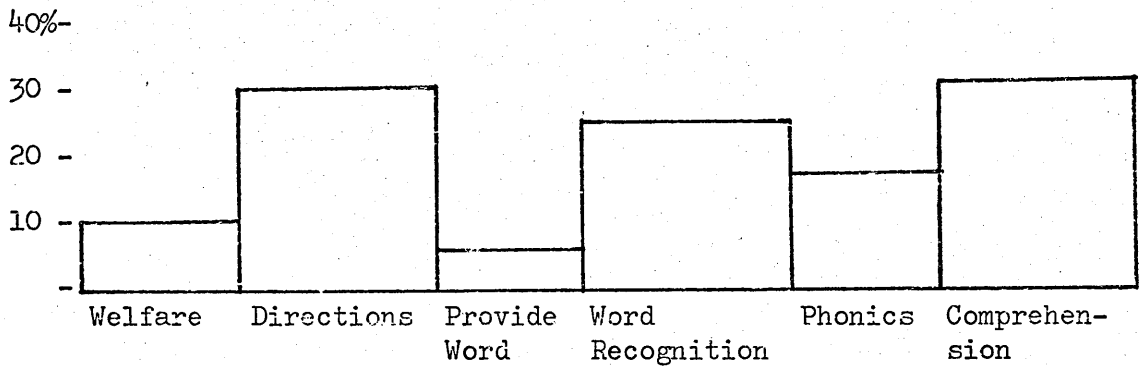 40%-
30 -
20 -
10 -
-
Welfare Directions Provide Word Phonics Comprehen-
Word Recognition sion